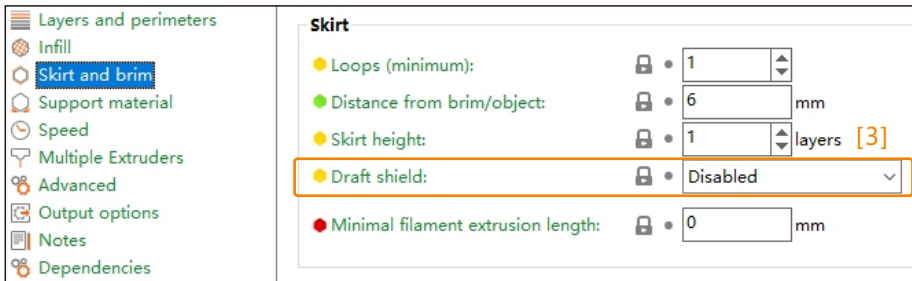 Layers and perimeters
Infill
Skirt and brim
Support material
Speed
Multiple Extruders
Advanced
Output options
Notes
Dependencies
Skirt
Loops (minimum): 1
Distance from brim/object: 6 mm
Skirt height: 1 layers [3]
Draft shield: Disabled
Minimal filament extrusion length: 0 mm